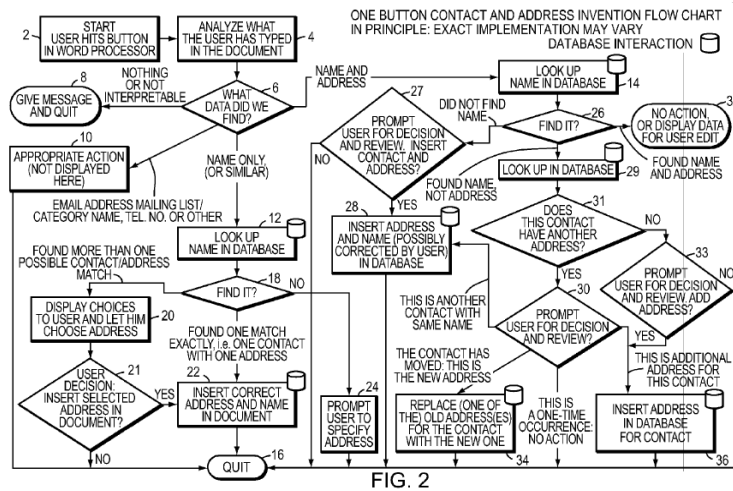 ONE BUTTON CONTACT AND ADDRESS INVENTION FLOW CHART
IN PRINCIPLE: EXACT IMPLEMENTATION MAY VARY
DATABASE INTERACTION
2
START
USER HITS BUTTON
IN WORD PROCESSOR
4
ANALYZE WHAT
THE USER HAS TYPED
IN THE DOCUMENT
6
WHAT
DATA DID WE
FIND?
NOTHING
OR NOT
INTERPRETABLE
8
GIVE MESSAGE
AND QUIT
10
APPROPRIATE ACTION
(NOT DISPLAYED
HERE)
EMAIL ADDRESS MAILING LIST/
CATEGORY NAME, TEL. NO. OR OTHER
NAME ONLY,
(OR SIMILAR)
NAME AND
ADDRESS
12
LOOK UP
NAME IN DATABASE
18
FIND IT?
NO
FOUND MORE THAN ONE
POSSIBLE CONTACT/ADDRESS
MATCH
DISPLAY CHOICES
TO USER AND LET HIM
CHOOSE ADDRESS
20
FOUND ONE MATCH
EXACTLY, i.e. ONE CONTACT
WITH ONE ADDRESS
21
USER
DECISION:
INSERT SELECTED
ADDRESS IN
DOCUMENT?
YES
NO
22
INSERT CORRECT
ADDRESS AND NAME
IN DOCUMENT
24
PROMPT
USER TO
SPECIFY
ADDRESS
16
QUIT
LOOK UP
NAME IN DATABASE
14
26
FIND IT?
DID NOT FIND
NAME
3
NO ACTION,
OR DISPLAY DATA
FOR USER EDIT
FOUND NAME
AND ADDRESS
27
PROMPT
USER FOR DECISION
AND REVIEW. INSERT
CONTACT AND
ADDRESS?
NO
YES
FOUND NAME,
NOT ADDRESS
LOOK UP IN DATABASE
29
28
INSERT ADDRESS
AND NAME (POSSIBLY
CORRECTED BY USER)
IN DATABASE
31
DOES
THIS CONTACT
HAVE ANOTHER
ADDRESS?
NO
YES
33
PROMPT
USER FOR DECISION
AND REVIEW. ADD
ADDRESS?
NO
YES
30
PROMPT
USER FOR DECISION
AND REVIEW?
THIS IS ANOTHER
CONTACT WITH
SAME NAME
THE CONTACT HAS
MOVED: THIS IS
THE NEW ADDRESS
THIS IS ADDITIONAL
ADDRESS FOR
THIS CONTACT
REPLACE (ONE OF
THE) OLD ADDRESS(ES)
FOR THE CONTACT
WITH THE NEW ONE
34
THIS IS
A ONE-TIME
OCCURRENCE:
NO ACTION
INSERT ADDRESS
IN DATABASE
FOR CONTACT
36
FIG. 2